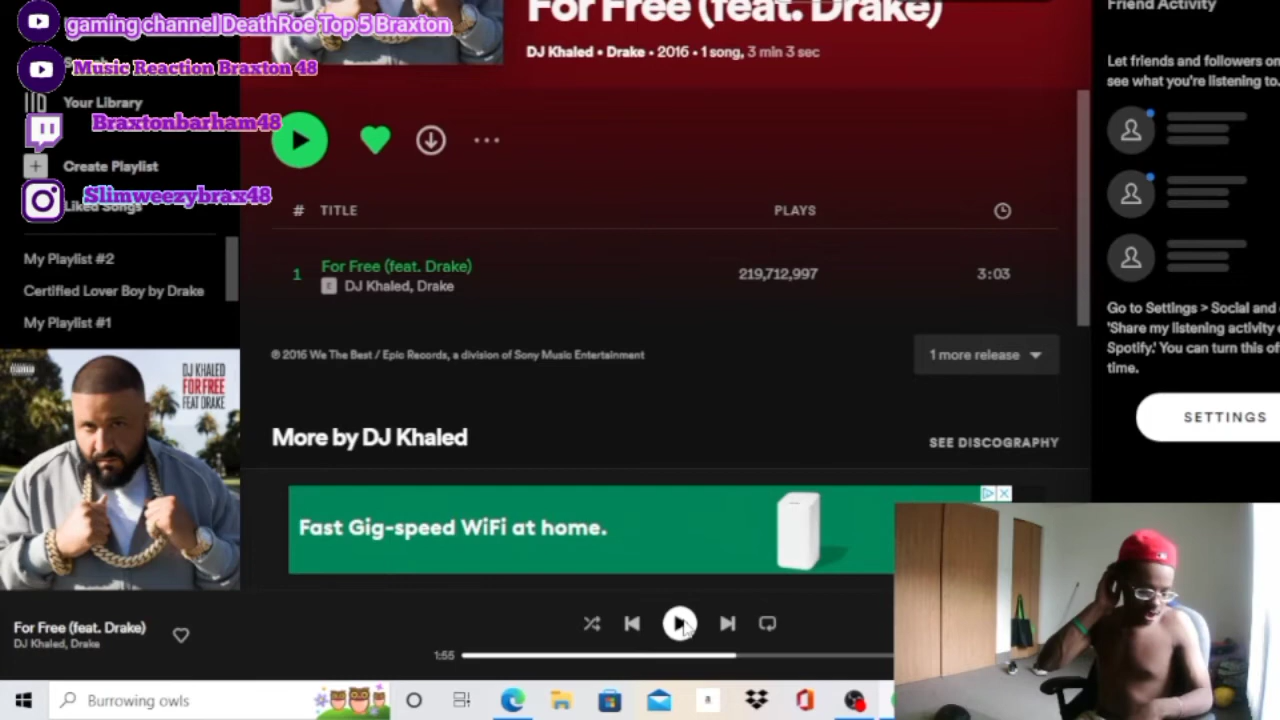 For Free (feat. Drake)
Friend Activity
gaming channel DeathRoe Top 5 Braxton
DJ Khaled • Drake • 2016 • 1 song, 3 min 3 sec
Music Reaction Braxton 48
Let friends and followers on
see what you're listening to.
Your Library
Braxtonbarham48
Create Playlist
Slimweezybrax48
Liked Songs
# TITLE PLAYS
My Playlist #2
1 For Free (feat. Drake) 219,712,997 3:03
E DJ Khaled, Drake
Certified Lover Boy by Drake
My Playlist #1
Go to Settings > Social and
'Share my listening activity
Spotify.' You can turn this of
time.
℗ 2016 We The Best / Epic Records, a division of Sony Music Entertainment
1 more release
DJ KHALED
FOR FREE
FEAT DRAKE
SETTINGS
More by DJ Khaled
SEE DISCOGRAPHY
Fast Gig-speed WiFi at home.
For Free (feat. Drake)
DJ Khaled, Drake
1:55
Burrowing owls